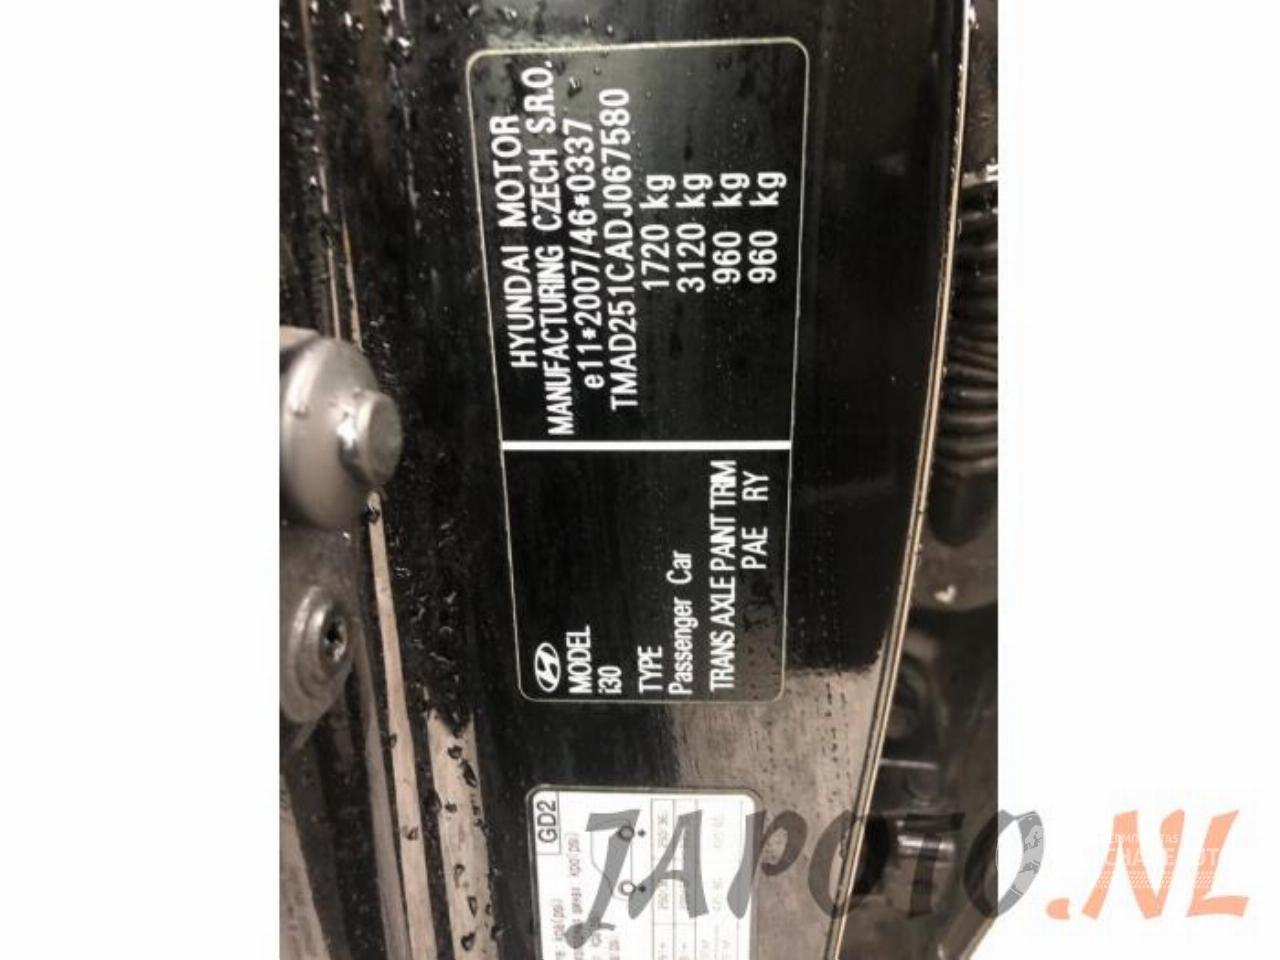 HYUNDAI MOTOR
MANUFACTURING CZECH S.R.O.
e11*2007/46*0337
TMAD251CADJ067580
1720 kg
3120 kg
960 kg
960 kg
MODEL
i30
TYPE
Passenger Car
TRANS AXLE PAINT TRIM
PAE RY
GD2
JAPOTO.NL